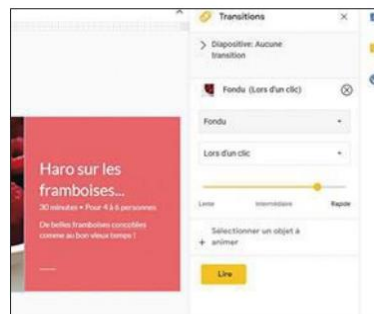 Transitions
Diapositive: Aucune
transition
Fondu (Lors d'un clic)
Fondu
Lors d'un clic
Lente Intermédiaire Rapide
Sélectionner un objet à
animer
Lire
Haro sur les
framboises...
30 minutes • Pour 4 à 6 personnes
De belles framboises concoctées
comme au bon vieux temps !